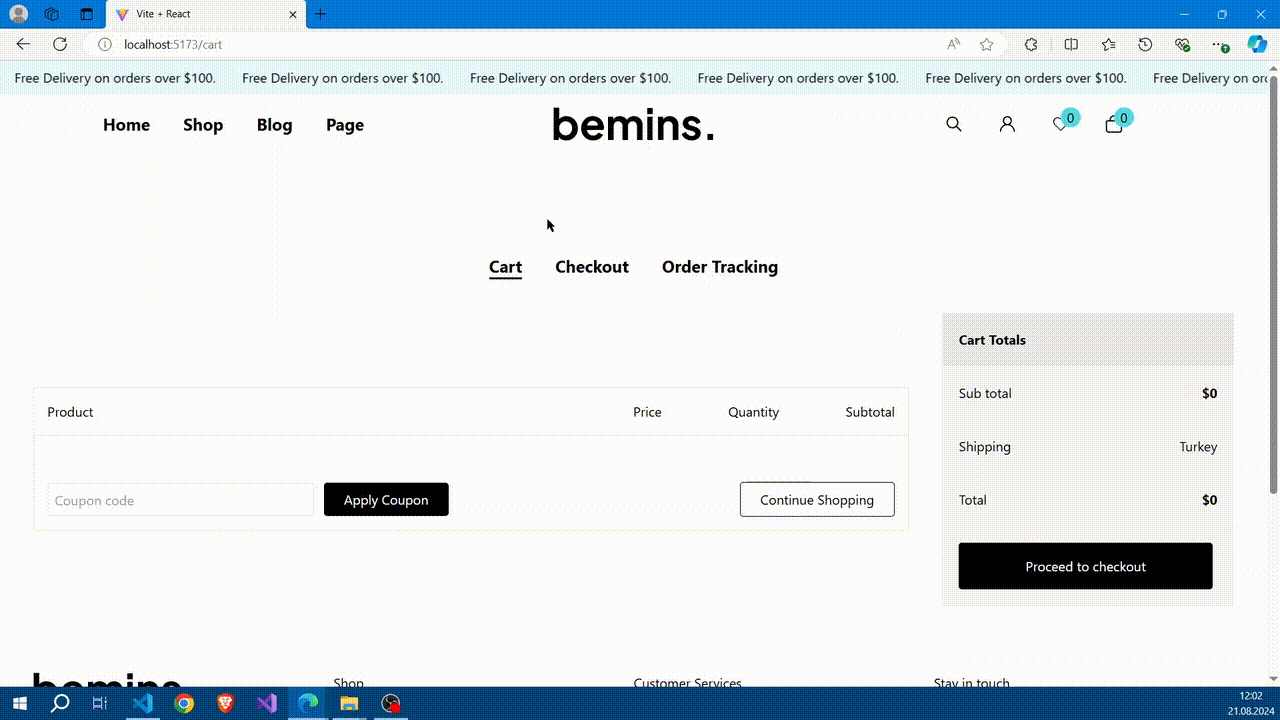 Vite + React
localhost:5173/cart
Free Delivery on orders over $100. Free Delivery on orders over $100. Free Delivery on orders over $100. Free Delivery on orders over $100. Free Delivery on orders over $100. Free Delivery on ord
Home Shop Blog Page bemins. 0 0
Cart Checkout Order Tracking
Cart Totals
Sub total $0
Product Price Quantity Subtotal
Shipping Turkey
Coupon code Apply Coupon Continue Shopping Total $0
Proceed to checkout
bemins. Shop Customer Services Stay in touch
12:02
21.08.2024